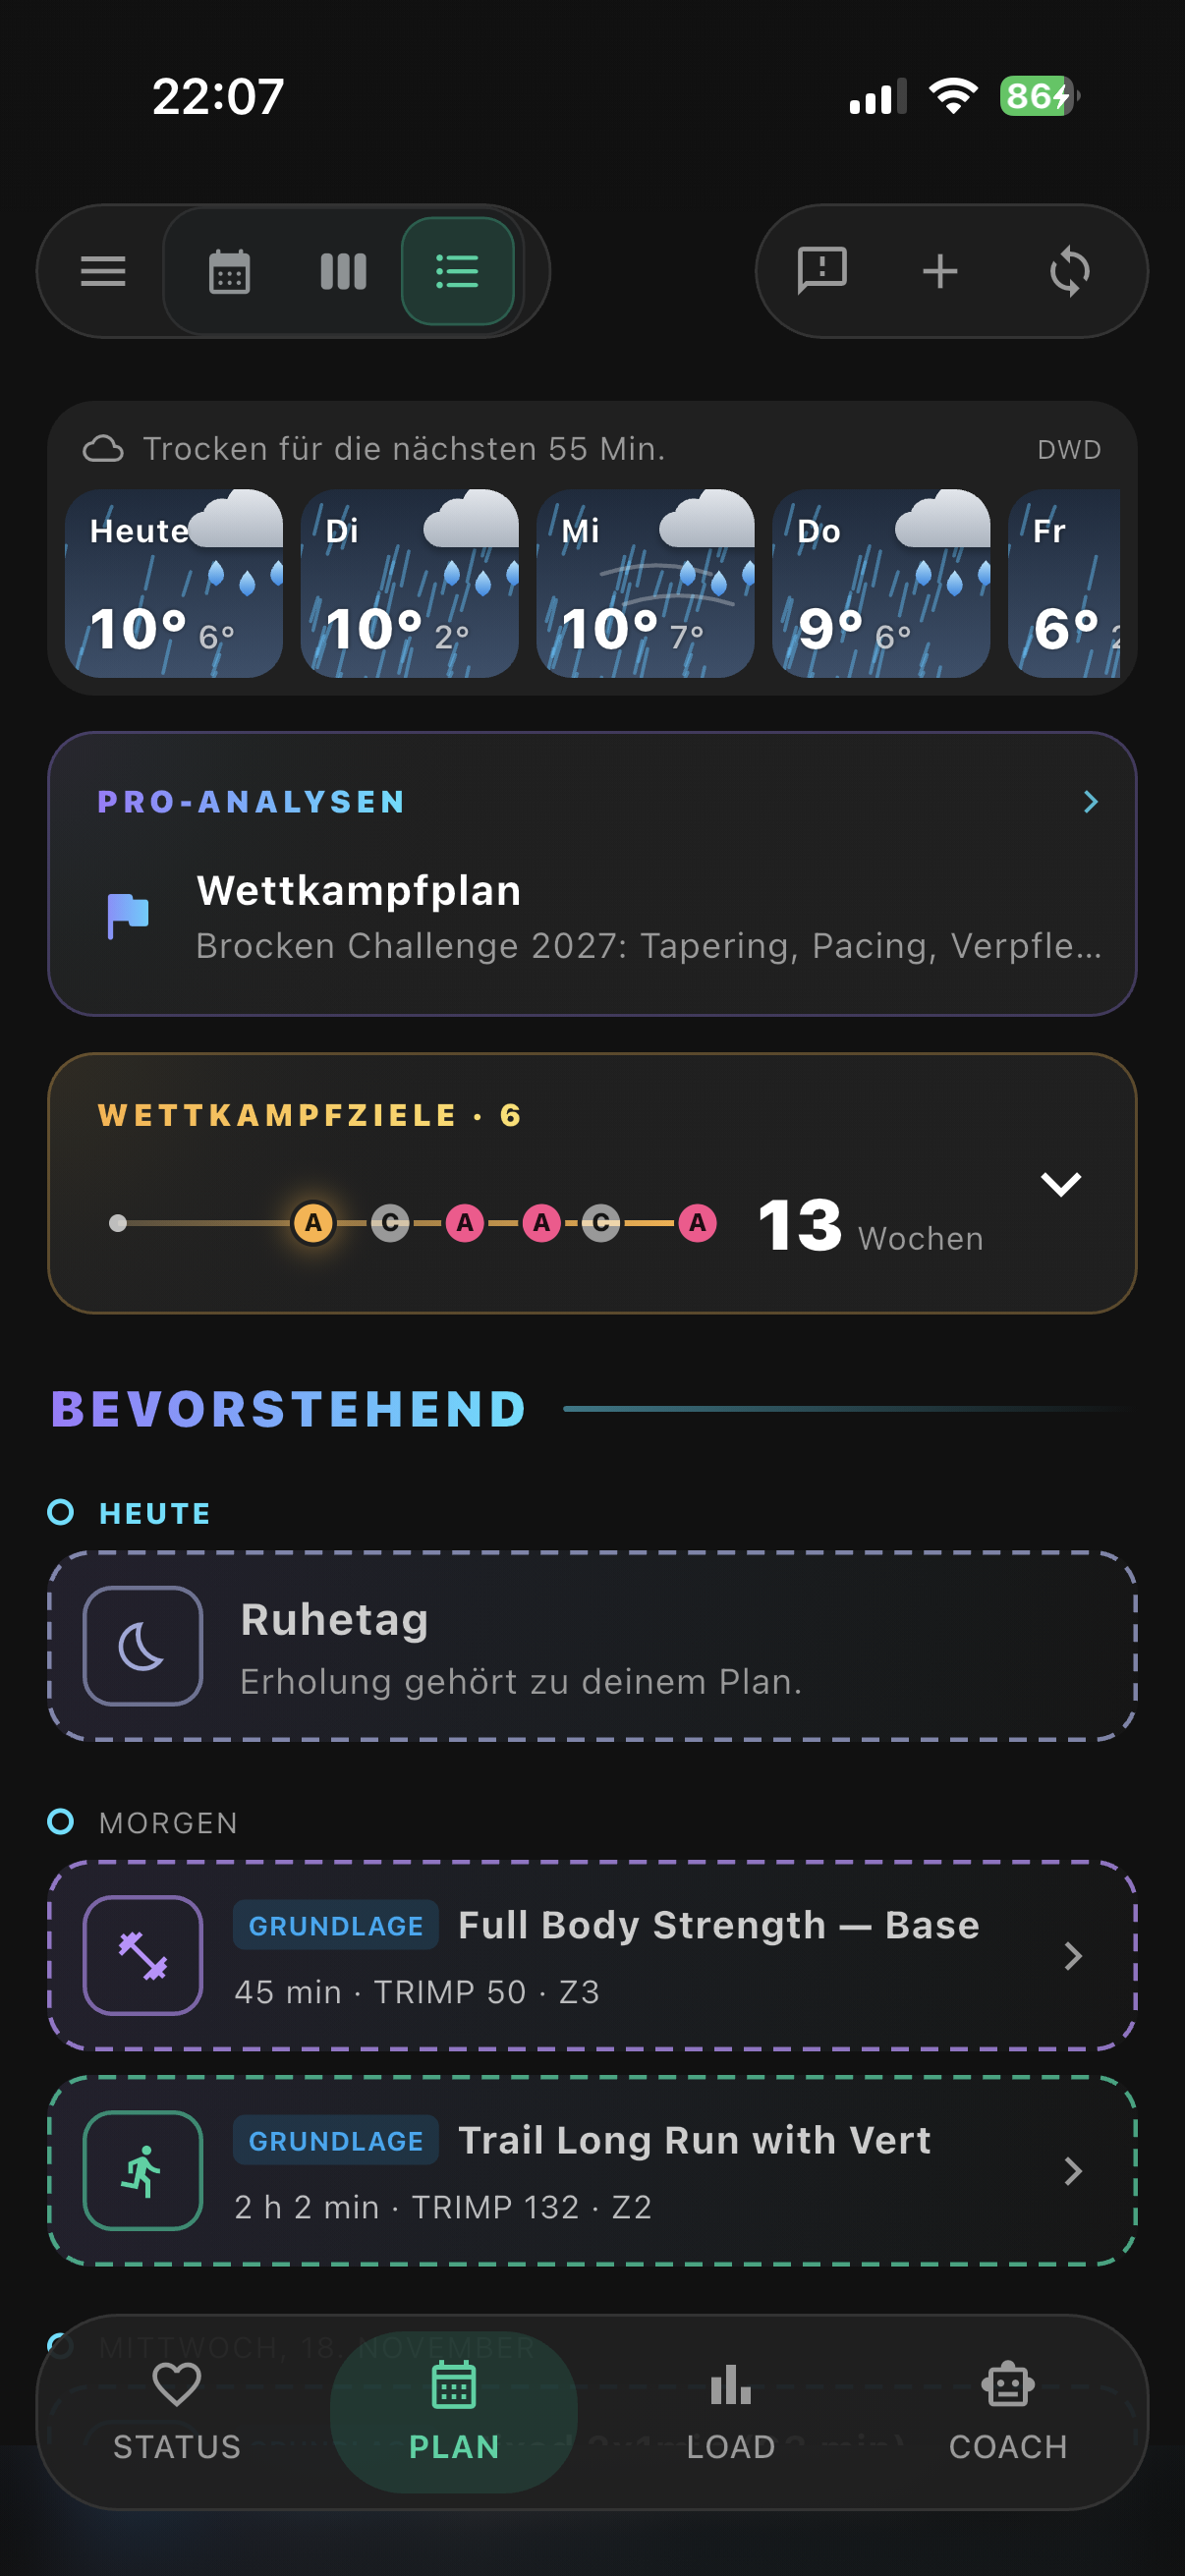 22:07
86
Trocken für die nächsten 55 Min.
DWD
Heute
10° 6°
Di
10° 2°
Mi
10° 7°
Do
9° 6°
Fr
6°
PRO-ANALYSEN
Wettkampfplan
Brocken Challenge 2027: Tapering, Pacing, Verpfle...
WETTKAMPFZIELE · 6
A C A A C A
13 Wochen
BEVORSTEHEND
HEUTE
Ruhetag
Erholung gehört zu deinem Plan.
MORGEN
GRUNDLAGE Full Body Strength — Base
45 min · TRIMP 50 · Z3
GRUNDLAGE Trail Long Run with Vert
2 h 2 min · TRIMP 132 · Z2
MITTWOCH, 18. NOVEMBER
STATUS
PLAN
LOAD
COACH